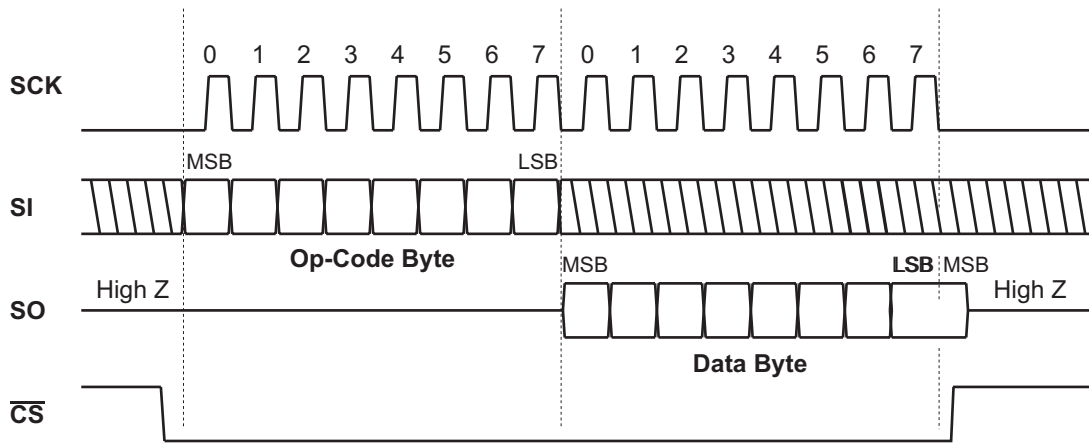 0 1 2 3 4 5 6 7 0 1 2 3 4 5 6 7
SCK
MSB LSB
SI
Op-Code Byte
MSB LSB MSB
High Z High Z
SO
Data Byte
C̅S̅